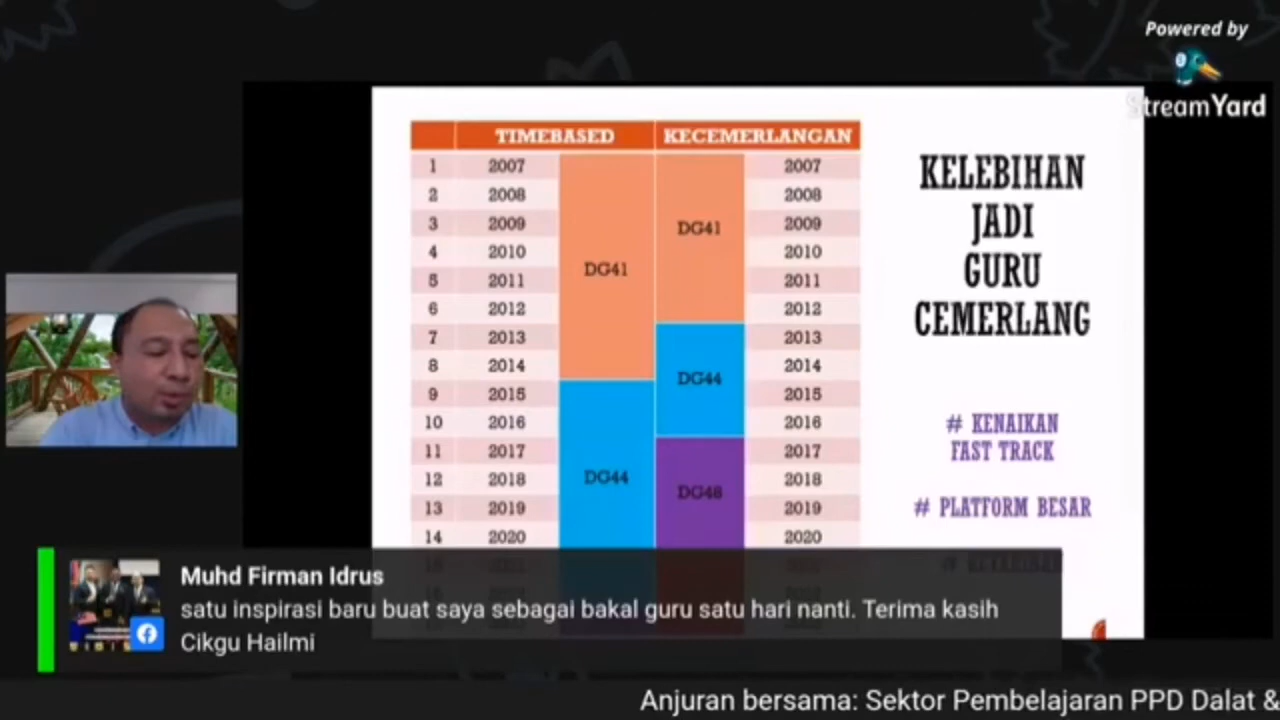 Powered by
StreamYard
TIMEBASED KECEMERLANGAN
1 2007 2007
2 2008 2008
3 2009 DG41 2009
4 2010 DG41 2010
5 2011 2011
6 2012 2012
7 2013 2013
8 2014 DG44 2014
9 2015 2015
10 2016 2016
11 2017 2017
12 2018 DG44 DG48 2018
13 2019 2019
14 2020 2020
KELEBIHAN
JADI
GURU
CEMERLANG
# KENAIKAN
FAST TRACK
# PLATFORM BESAR
Muhd Firman Idrus
satu inspirasi baru buat saya sebagai bakal guru satu hari nanti. Terima kasih
Cikgu Hailmi
Anjuran bersama: Sektor Pembelajaran PPD Dalat &